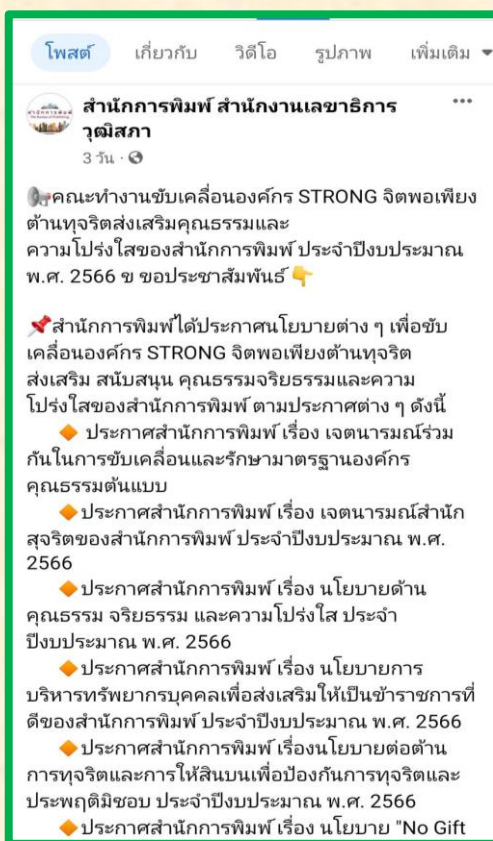 โพสต์ เกี่ยวกับ วิดีโอ รูปภาพ เพิ่มเติม
สำนักการพิมพ์ สำนักงานเลขาธิการ
วุฒิสภา
3 วัน ·
คณะทำงานขับเคลื่อนองค์กร STRONG จิตพอเพียง
ต้านทุจริตส่งเสริมคุณธรรมและ
ความโปร่งใสของสำนักการพิมพ์ ประจำปีงบประมาณ
พ.ศ. 2566 ข ขอประชาสัมพันธ์
สำนักการพิมพ์ได้ประกาศนโยบายต่าง ๆ เพื่อขับ
เคลื่อนองค์กร STRONG จิตพอเพียงต้านทุจริต
ส่งเสริม สนับสนุน คุณธรรมจริยธรรมและความ
โปร่งใสของสำนักการพิมพ์ ตามประกาศต่าง ๆ ดังนี้
ประกาศสำนักการพิมพ์ เรื่อง เจตนารมณ์ร่วม
กันในการขับเคลื่อนและรักษามาตรฐานองค์กร
คุณธรรมต้นแบบ
ประกาศสำนักการพิมพ์ เรื่อง เจตนารมณ์สำนัก
สุจริตของสำนักการพิมพ์ ประจำปีงบประมาณ พ.ศ.
2566
ประกาศสำนักการพิมพ์ เรื่อง นโยบายด้าน
คุณธรรม จริยธรรม และความโปร่งใส ประจำ
ปีงบประมาณ พ.ศ. 2566
ประกาศสำนักการพิมพ์ เรื่อง นโยบายการ
บริหารทรัพยากรบุคคลเพื่อส่งเสริมให้เป็นข้าราชการที่
ดีของสำนักการพิมพ์ ประจำปีงบประมาณ พ.ศ. 2566
ประกาศสำนักการพิมพ์ เรื่องนโยบายต่อต้าน
การทุจริตและการให้สินบนเพื่อป้องกันการทุจริตและ
ประพฤติมิชอบ ประจำปีงบประมาณ พ.ศ. 2566
ประกาศสำนักการพิมพ์ เรื่อง นโยบาย "No Gift